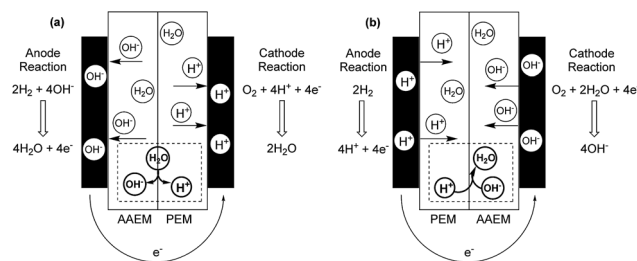 (a)
Anode
Reaction
2H₂ + 4OH⁻
4H₂O + 4e⁻
OH⁻
OH⁻
OH⁻
OH⁻
H₂O
H₂O
H⁺
H⁺
H⁺
H⁺
H₂O
OH⁻
H⁺
AAEM
PEM
e⁻
Cathode
Reaction
O₂ + 4H⁺ + 4e⁻
2H₂O
(b)
Anode
Reaction
2H₂
4H⁺ + 4e⁻
H⁺
H⁺
H⁺
H⁺
H₂O
H₂O
OH⁻
OH⁻
OH⁻
OH⁻
H₂O
H⁺
OH⁻
PEM
AAEM
e⁻
Cathode
Reaction
O₂ + 2H₂O + 4e⁻
4OH⁻